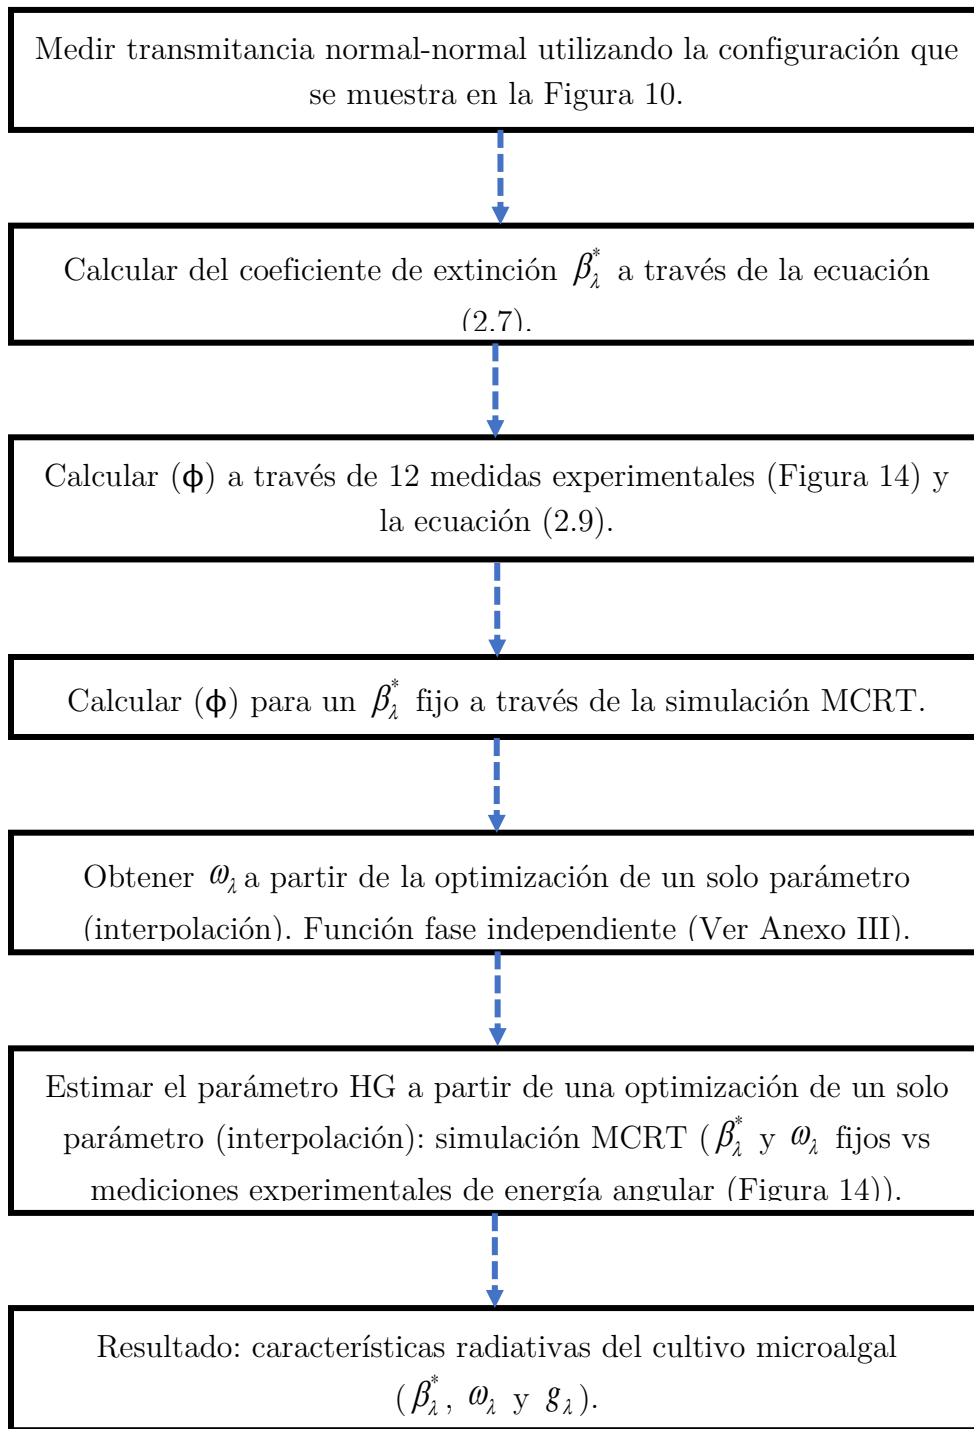 Medir transmitancia normal-normal utilizando la configuración que
se muestra en la Figura 10.
Calcular del coeficiente de extinción β*λ a través de la ecuación
(2.7).
Calcular (ϕ) a través de 12 medidas experimentales (Figura 14) y
la ecuación (2.9).
Calcular (ϕ) para un β*λ fijo a través de la simulación MCRT.
Obtener ωλ a partir de la optimización de un solo parámetro
(interpolación). Función fase independiente (Ver Anexo III).
Estimar el parámetro HG a partir de una optimización de un solo
parámetro (interpolación): simulación MCRT (β*λ y ωλ fijos vs
mediciones experimentales de energía angular (Figura 14)).
Resultado: características radiativas del cultivo microalgal
(β*λ, ωλ y gλ).